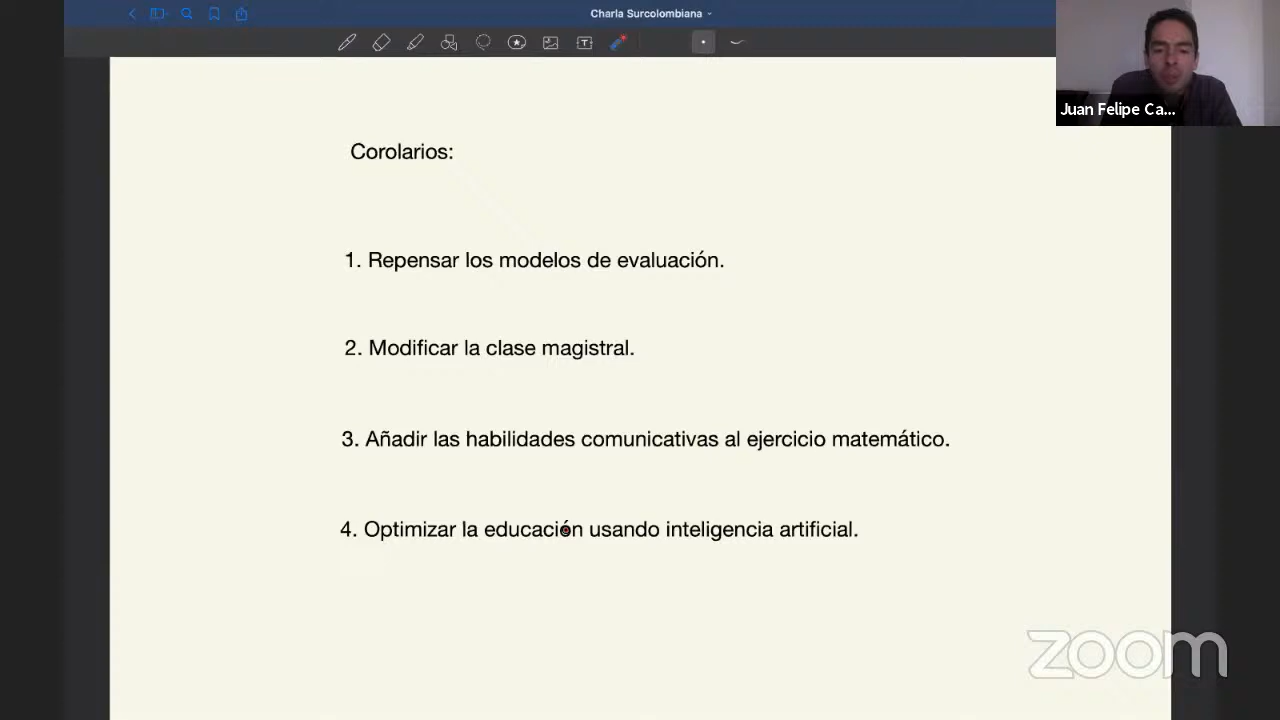 Charla Surcolombiana
Juan Felipe Ca...
Corolarios:
1. Repensar los modelos de evaluación.
2. Modificar la clase magistral.
3. Añadir las habilidades comunicativas al ejercicio matemático.
4. Optimizar la educación usando inteligencia artificial.
zoom